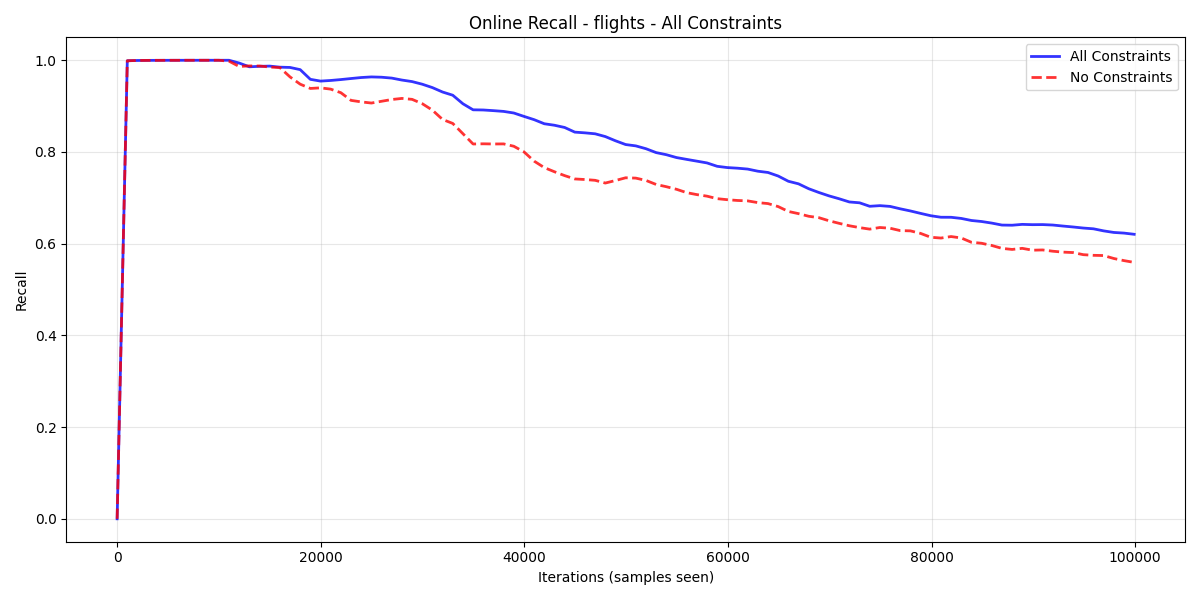 Online Recall - flights - All Constraints
All Constraints
No Constraints
1.0
0.8
0.6
0.4
0.2
0.0
Recall
0 20000 40000 60000 80000 100000
Iterations (samples seen)